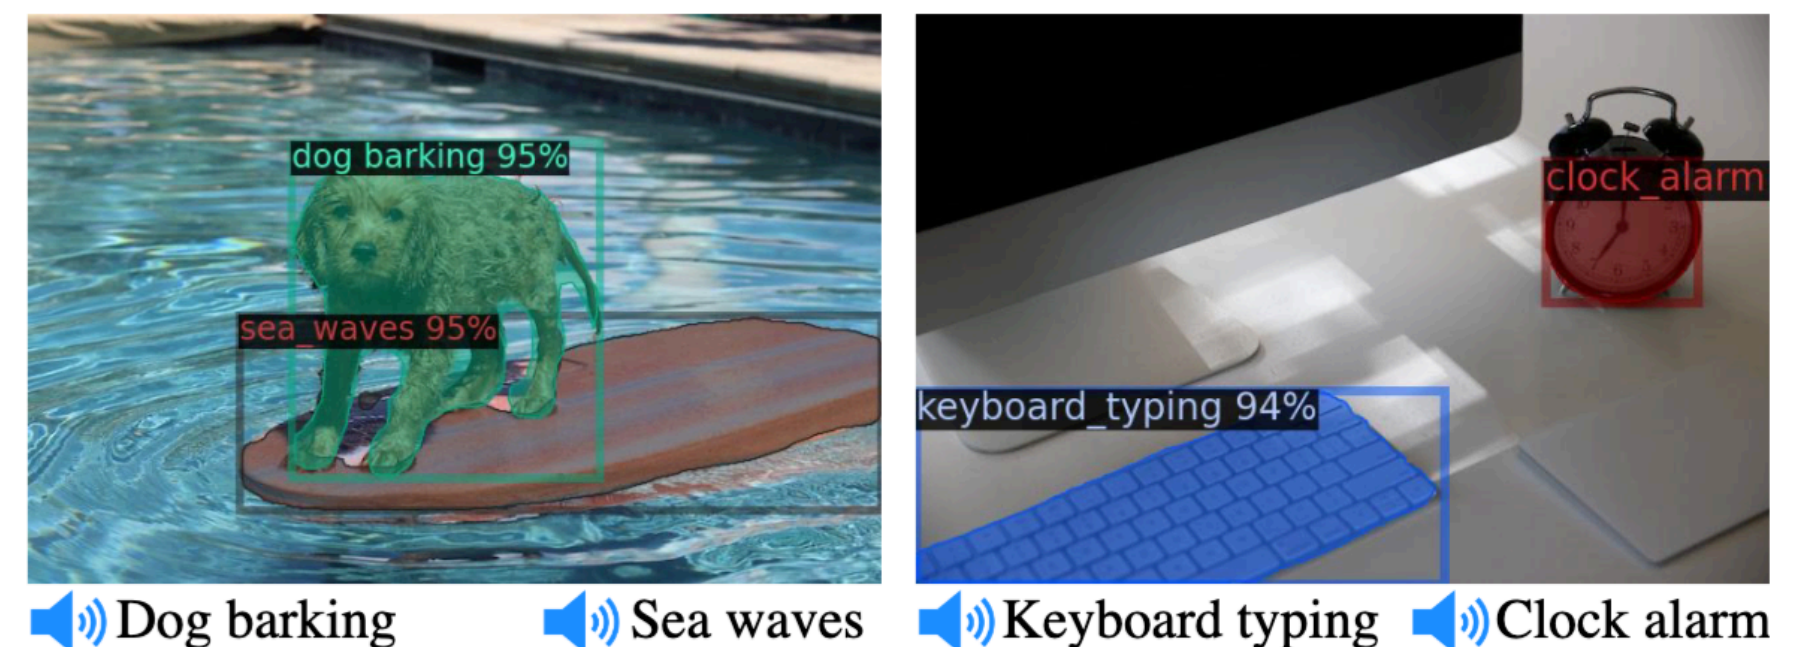 dog barking 95%
sea_waves 95%
clock_alarm
keyboard_typing 94%
Dog barking
Sea waves
Keyboard typing
Clock alarm